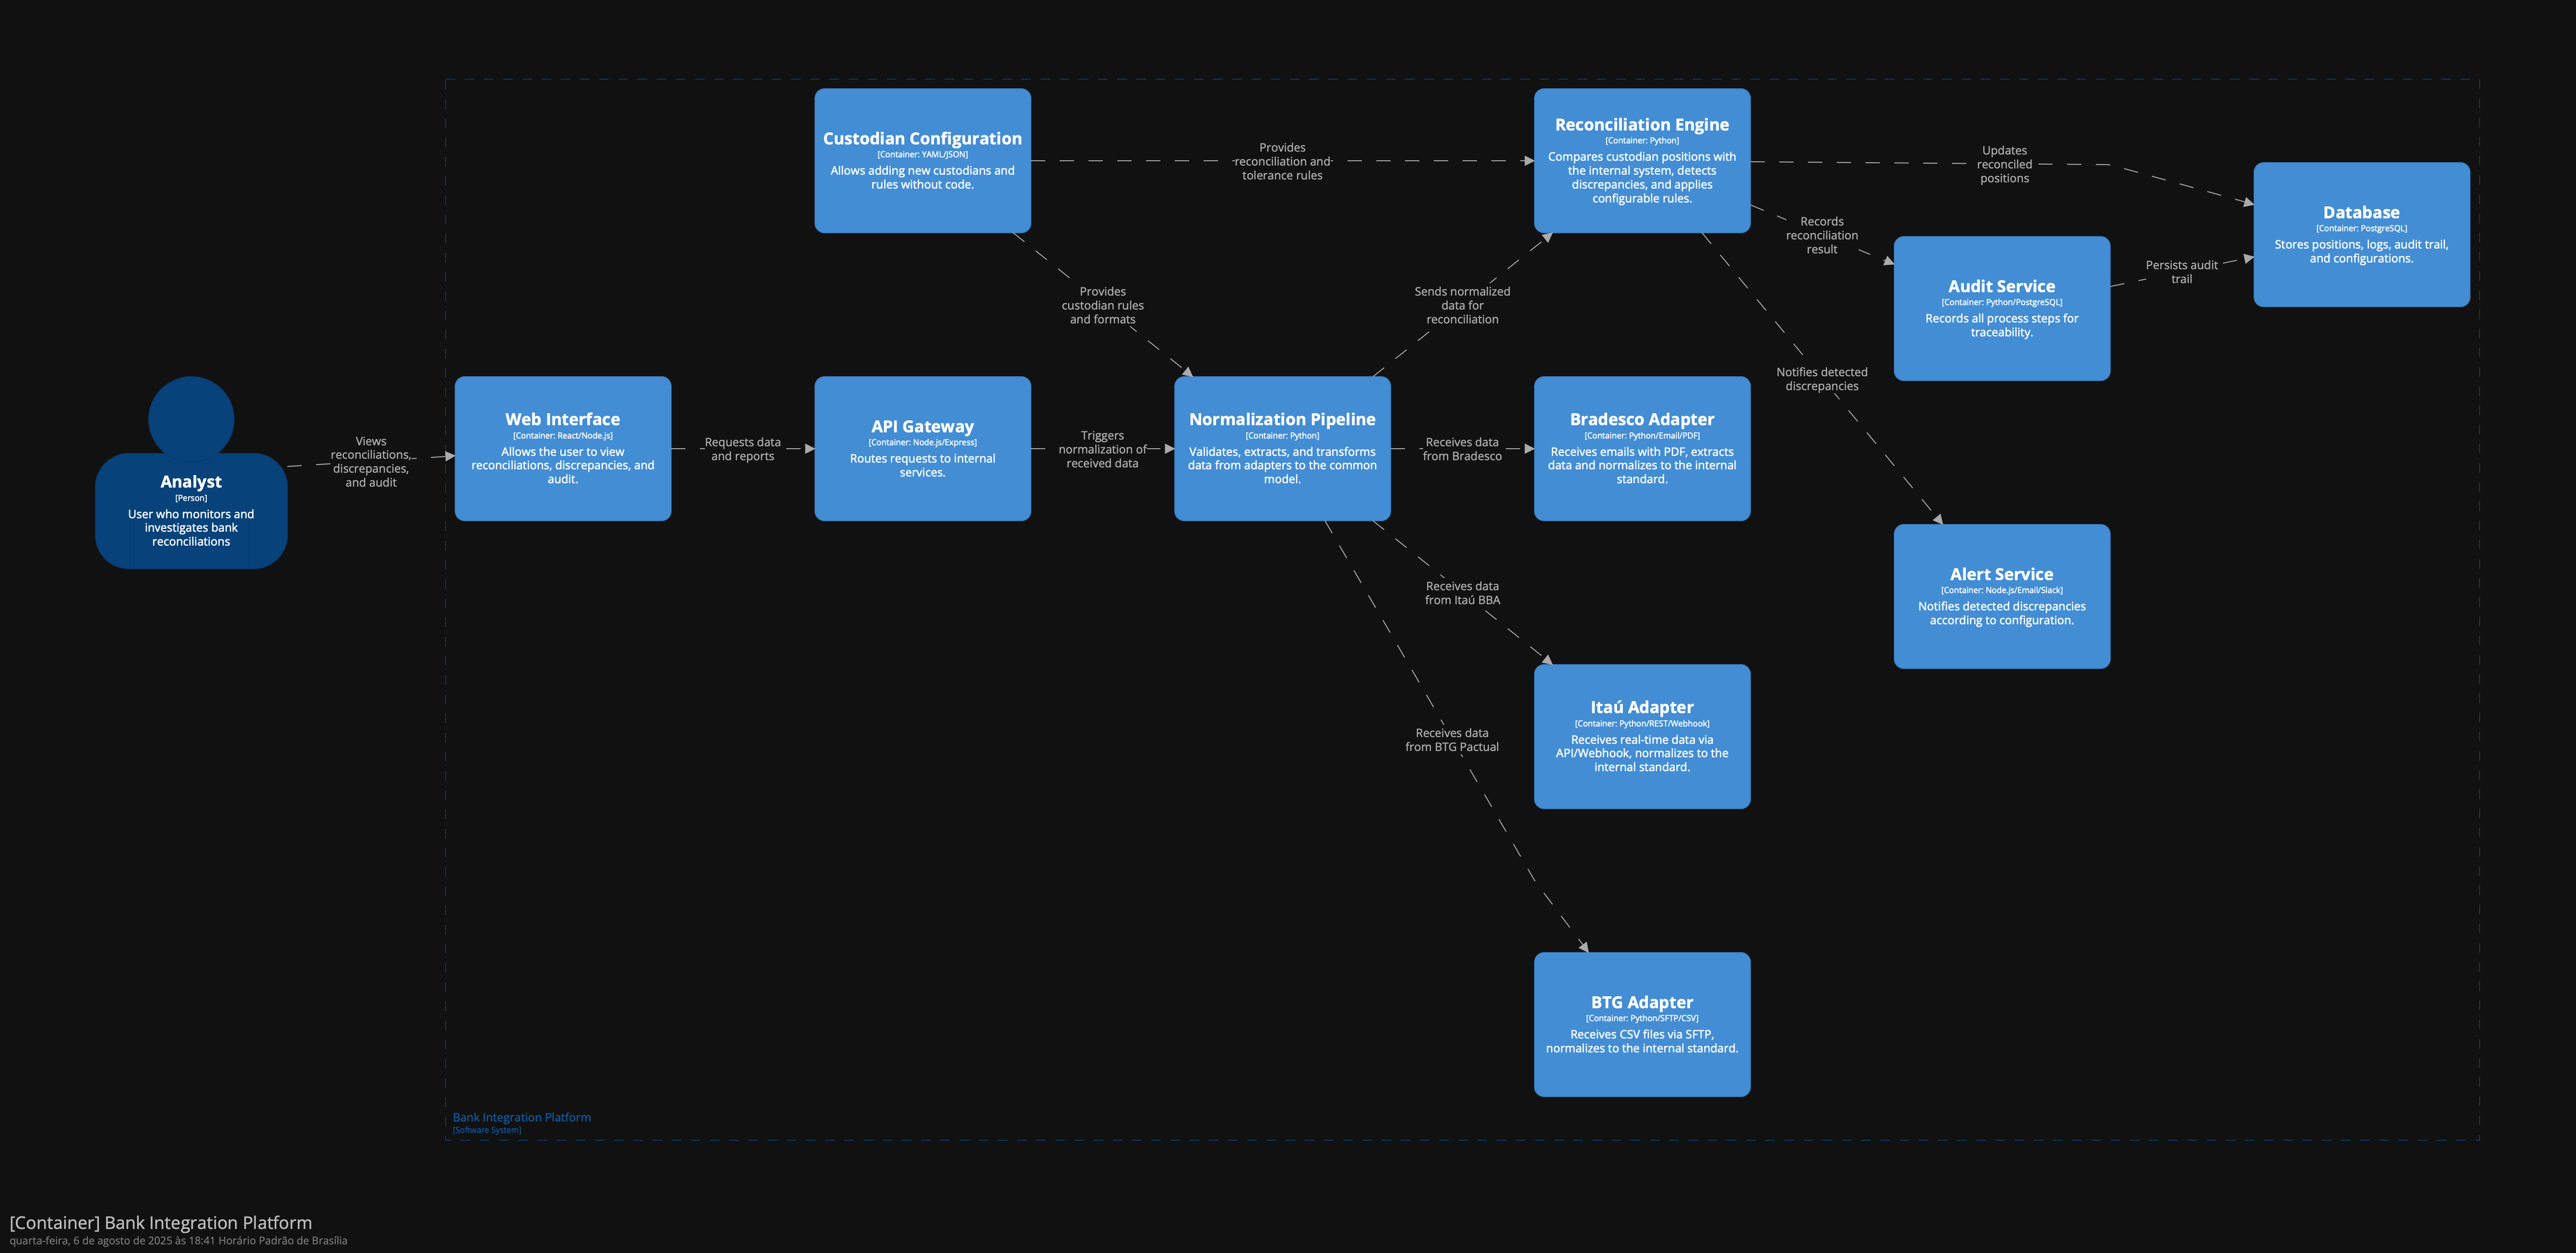 Custodian Configuration
[Container: YAML/JSON]
Allows adding new custodians and
rules without code.
Provides
reconciliation and
tolerance rules
Reconciliation Engine
[Container: Python]
Compares custodian positions with
the internal system, detects
discrepancies, and applies
configurable rules.
Updates
reconciled
positions
Database
[Container: PostgreSQL]
Stores positions, logs, audit trail,
and configurations.
Records
reconciliation
result
Audit Service
[Container: Python/PostgreSQL]
Records all process steps for
traceability.
Persists audit
trail
Provides
custodian rules
and formats
Sends normalized
data for
reconciliation
Notifies detected
discrepancies
Analyst
[Person]
User who monitors and
investigates bank
reconciliations
Views
reconciliations,
discrepancies,
and audit
Web Interface
[Container: React/Node.js]
Allows the user to view
reconciliations, discrepancies, and
audit.
Requests data
and reports
API Gateway
[Container: Node.js/Express]
Routes requests to internal
services.
Triggers
normalization of
received data
Normalization Pipeline
[Container: Python]
Validates, extracts, and transforms
data from adapters to the common
model.
Receives data
from Bradesco
Bradesco Adapter
[Container: Python/Email/PDF]
Receives emails with PDF, extracts
data and normalizes to the internal
standard.
Alert Service
[Container: Node.js/Email/Slack]
Notifies detected discrepancies
according to configuration.
Receives data
from Itaú BBA
Itaú Adapter
[Container: Python/REST/Webhook]
Receives real-time data via
API/Webhook, normalizes to the
internal standard.
Receives data
from BTG Pactual
BTG Adapter
[Container: Python/SFTP/CSV]
Receives CSV files via SFTP,
normalizes to the internal standard.
Bank Integration Platform
[Software System]
[Container] Bank Integration Platform
quarta-feira, 6 de agosto de 2025 às 18:41 Horário Padrão de Brasília